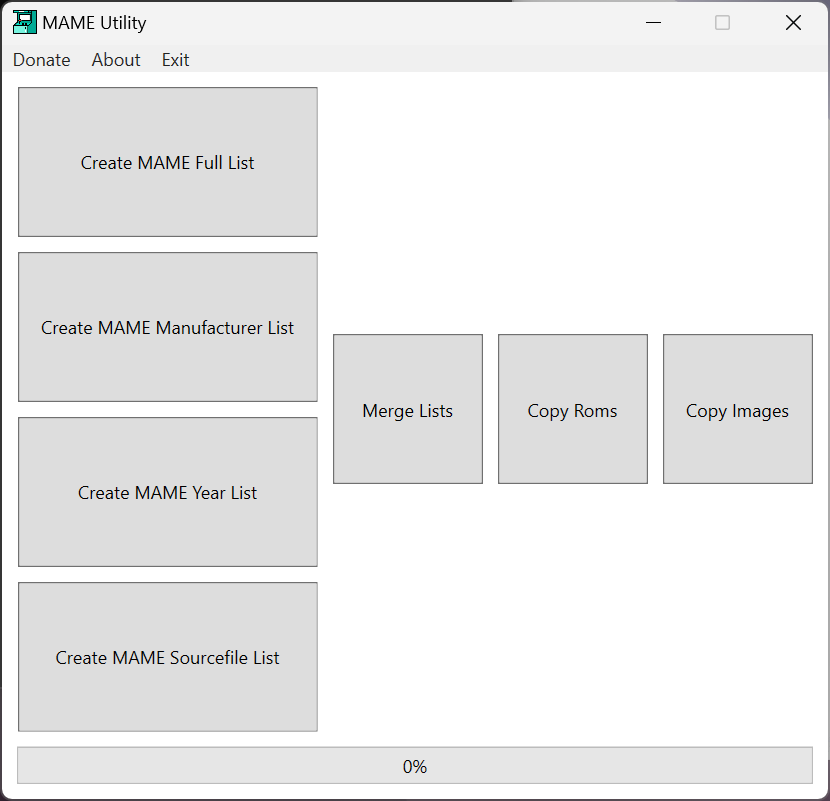 MAME Utility
Donate About Exit
Create MAME Full List
Create MAME Manufacturer List
Merge Lists Copy Roms Copy Images
Create MAME Year List
Create MAME Sourcefile List
0%